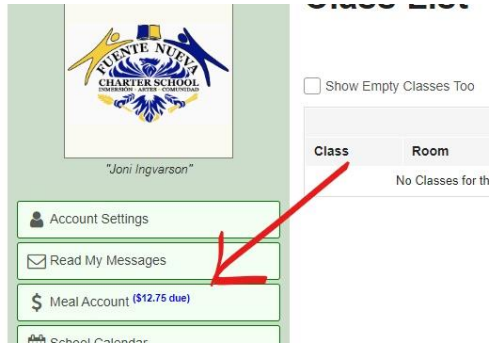 Class List
FUENTE NUEVA
CHARTER SCHOOL
INMERSIÓN - ARTES - COMUNIDAD
Show Empty Classes Too
Class Room
"Joni Ingvarson"
No Classes for th
Account Settings
Read My Messages
$ Meal Account ($12.75 due)
School Calendar